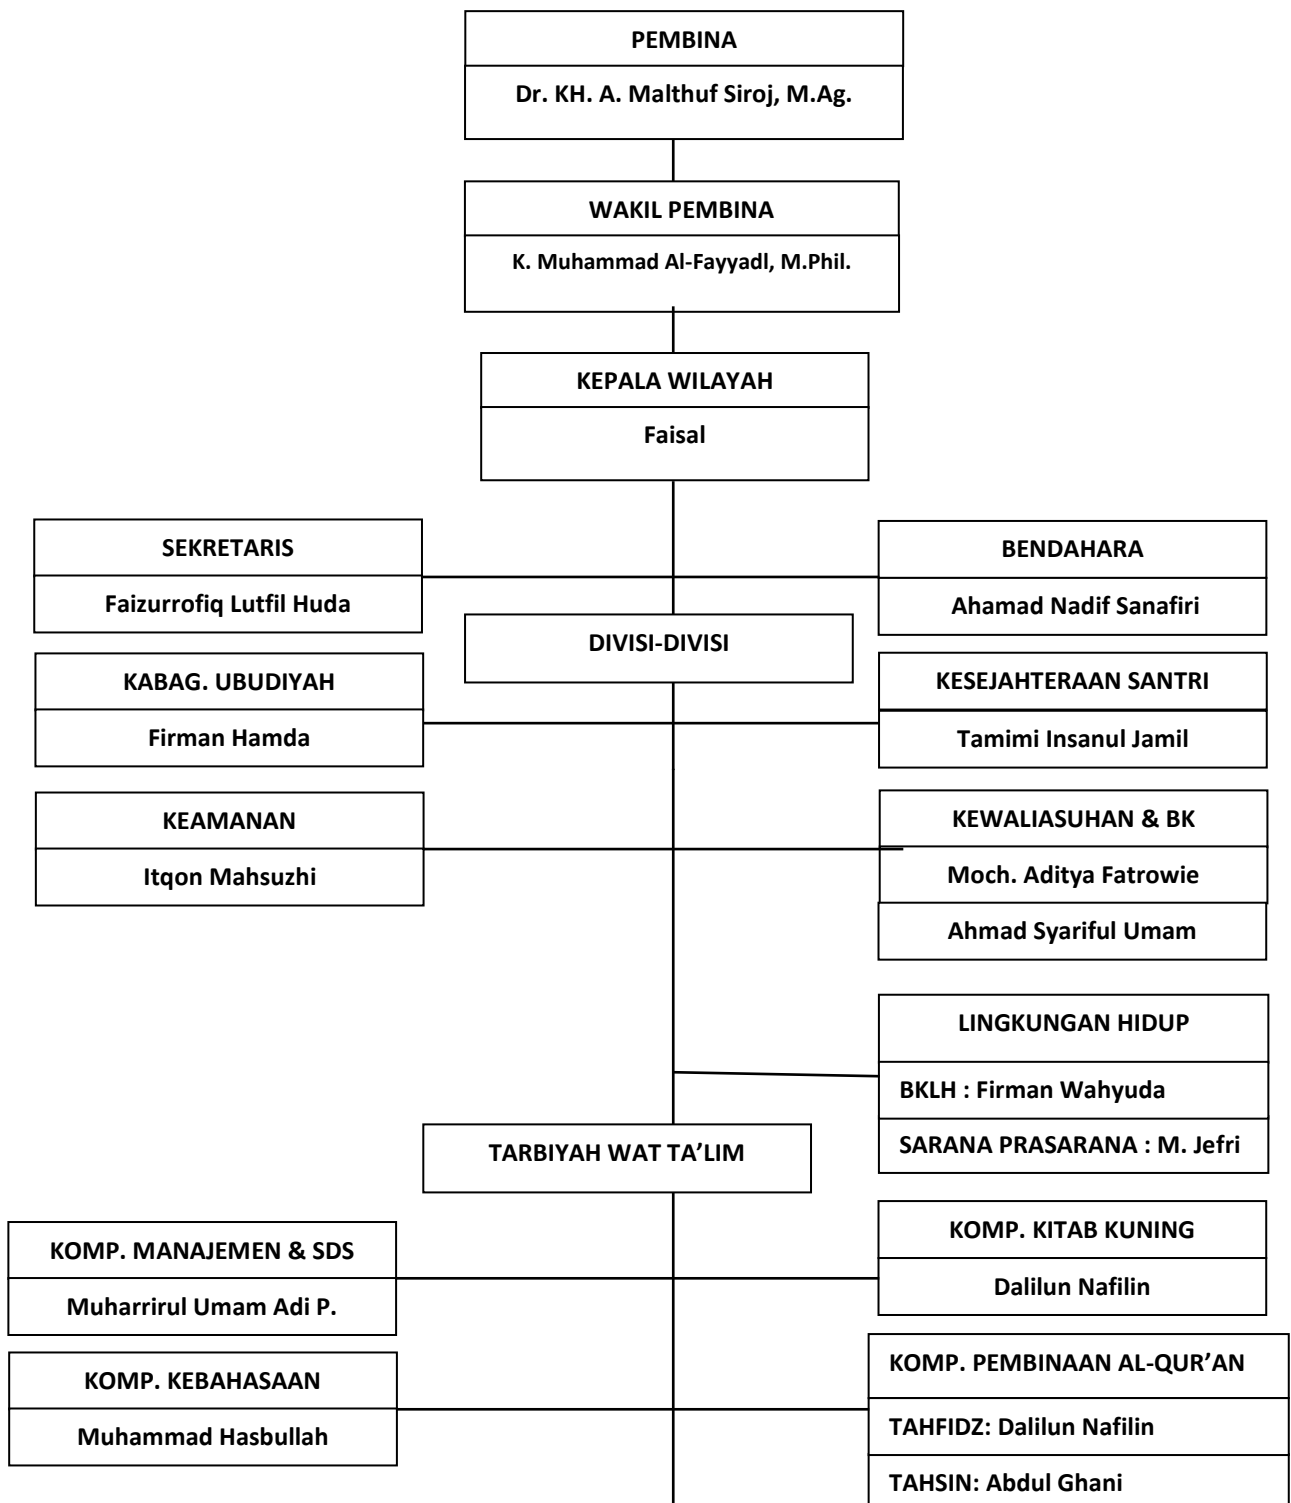 PEMBINA
Dr. KH. A. Malthuf Siroj, M.Ag.
WAKIL PEMBINA
K. Muhammad Al-Fayyadl, M.Phil.
KEPALA WILAYAH
Faisal
SEKRETARIS
Faizurrofiq Lutfil Huda
BENDAHARA
Ahamad Nadif Sanafiri
DIVISI-DIVISI
KABAG. UBUDIYAH
Firman Hamda
KESEJAHTERAAN SANTRI
Tamimi Insanul Jamil
KEAMANAN
Itqon Mahsuzhi
KEWALIASUHAN & BK
Moch. Aditya Fatrowie
Ahmad Syariful Umam
LINGKUNGAN HIDUP
BKLH : Firman Wahyuda
SARANA PRASARANA : M. Jefri
TARBIYAH WAT TA’LIM
KOMP. MANAJEMEN & SDS
Muharrirul Umam Adi P.
KOMP. KITAB KUNING
Dalilun Nafilin
KOMP. KEBAHASAAN
Muhammad Hasbullah
KOMP. PEMBINAAN AL-QUR’AN
TAHFIDZ: Dalilun Nafilin
TAHSIN: Abdul Ghani